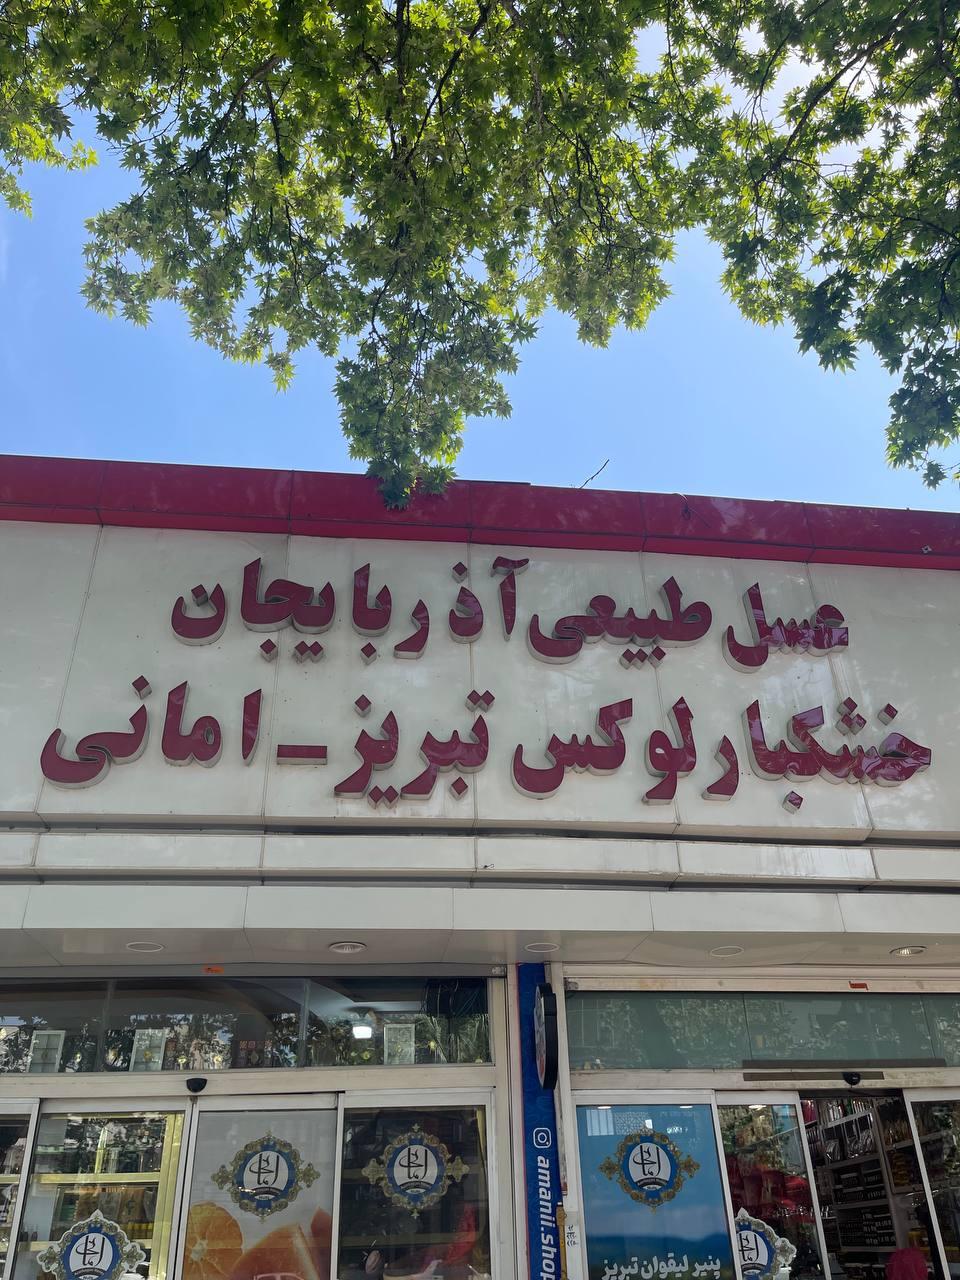 عسل طبیعی آذربایجان
خشکبار لوکس تبریز - امانی
amanii.shop
پنیر لیقوان تبریز